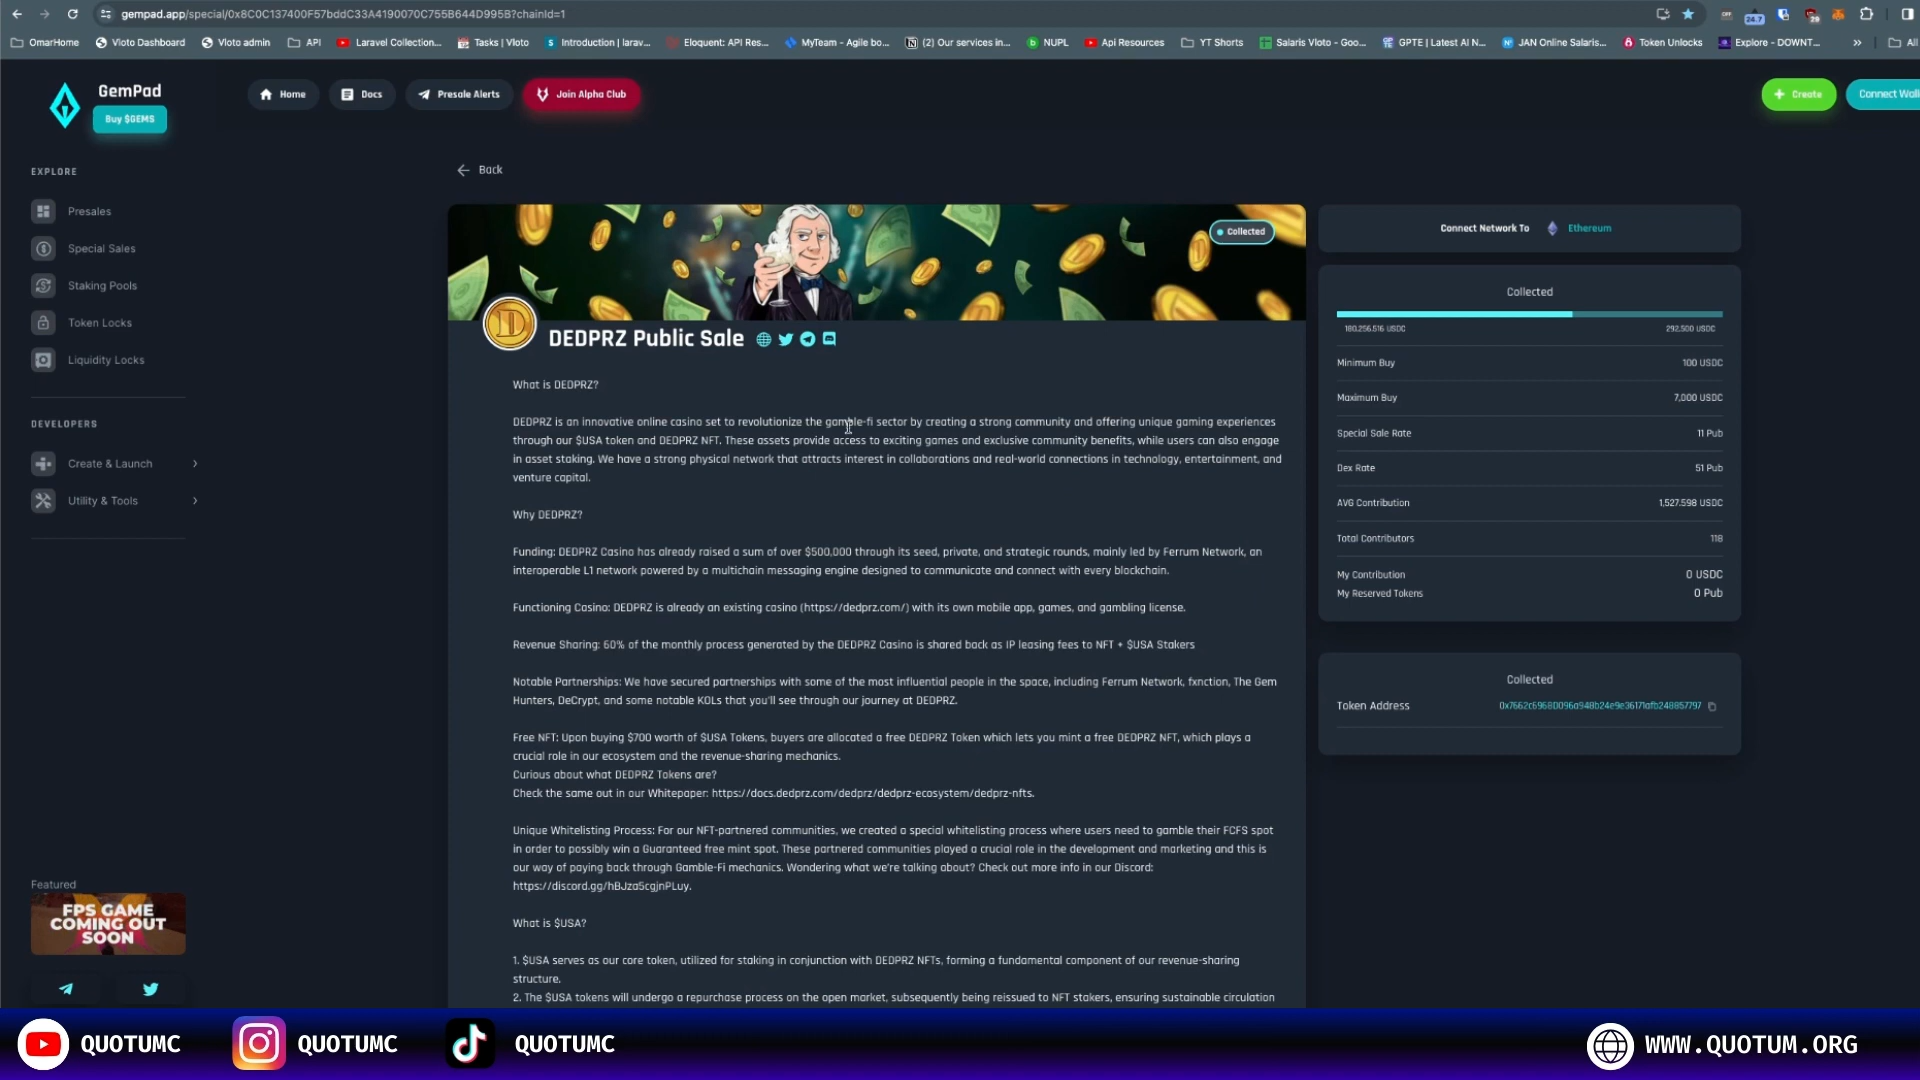 gempad.app/special/0x8C0C137400F57bddC33A4190070C755B644D995B?chainId=1
OmarHome
Vloto Dashboard
Vloto admin
API
Laravel Collection...
Tasks | Vloto
Introduction | larav...
Eloquent: API Res...
MyTeam - Agile bo...
(2) Our services in...
NUPL
Api Resources
YT Shorts
Salaris Vloto - Goo...
GPTE | Latest AI N...
JAN Online Salaris...
Token Unlocks
Explore - DOWNT...
»
All
GemPad
Buy $GEMS
Home
Docs
Presale Alerts
Join Alpha Club
+ Create
Connect Wall
EXPLORE
Presales
Special Sales
Staking Pools
Token Locks
Liquidity Locks
DEVELOPERS
Create & Launch
Utility & Tools
Featured
FPS GAME
COMING OUT
SOON
Back
Collected
DEDPRZ Public Sale
What is DEDPRZ?
DEDPRZ is an innovative online casino set to revolutionize the gamble-fi sector by creating a strong community and offering unique gaming experiences
through our $USA token and DEDPRZ NFT. These assets provide access to exciting games and exclusive community benefits, while users can also engage
in asset staking. We have a strong physical network that attracts interest in collaborations and real-world connections in technology, entertainment, and
venture capital.
Why DEDPRZ?
Funding: DEDPRZ Casino has already raised a sum of over $500,000 through its seed, private, and strategic rounds, mainly led by Ferrum Network, an
interoperable L1 network powered by a multichain messaging engine designed to communicate and connect with every blockchain.
Functioning Casino: DEDPRZ is already an existing casino (https://dedprz.com/) with its own mobile app, games, and gambling license.
Revenue Sharing: 60% of the monthly process generated by the DEDPRZ Casino is shared back as IP leasing fees to NFT + $USA Stakers
Notable Partnerships: We have secured partnerships with some of the most influential people in the space, including Ferrum Network, fxnction, The Gem
Hunters, DeCrypt, and some notable KOLs that you'll see through our journey at DEDPRZ.
Free NFT: Upon buying $700 worth of $USA Tokens, buyers are allocated a free DEDPRZ Token which lets you mint a free DEDPRZ NFT, which plays a
crucial role in our ecosystem and the revenue-sharing mechanics.
Curious about what DEDPRZ Tokens are?
Check the same out in our Whitepaper: https://docs.dedprz.com/dedprz/dedprz-ecosystem/dedprz-nfts.
Unique Whitelisting Process: For our NFT-partnered communities, we created a special whitelisting process where users need to gamble their FCFS spot
in order to possibly win a Guaranteed free mint spot. These partnered communities played a crucial role in the development and marketing and this is
our way of paying back through Gamble-Fi mechanics. Wondering what we're talking about? Check out more info in our Discord:
https://discord.gg/hBJza5cgjnPLuy.
What is $USA?
1. $USA serves as our core token, utilized for staking in conjunction with DEDPRZ NFTs, forming a fundamental component of our revenue-sharing
structure.
2. The $USA tokens will undergo a repurchase process on the open market, subsequently being reissued to NFT stakers, ensuring sustainable circulation
Connect Network To Ethereum
Collected
180,256.516 USDC 292,500 USDC
Minimum Buy 100 USDC
Maximum Buy 7,000 USDC
Special Sale Rate 11 Pub
Dex Rate 51 Pub
AVG Contribution 1,527.598 USDC
Total Contributors 118
My Contribution 0 USDC
My Reserved Tokens 0 Pub
Collected
Token Address 0x7662c6968D096a948b24e9e36171afb248857797
QUOTUMC
QUOTUMC
QUOTUMC
WWW.QUOTUM.ORG